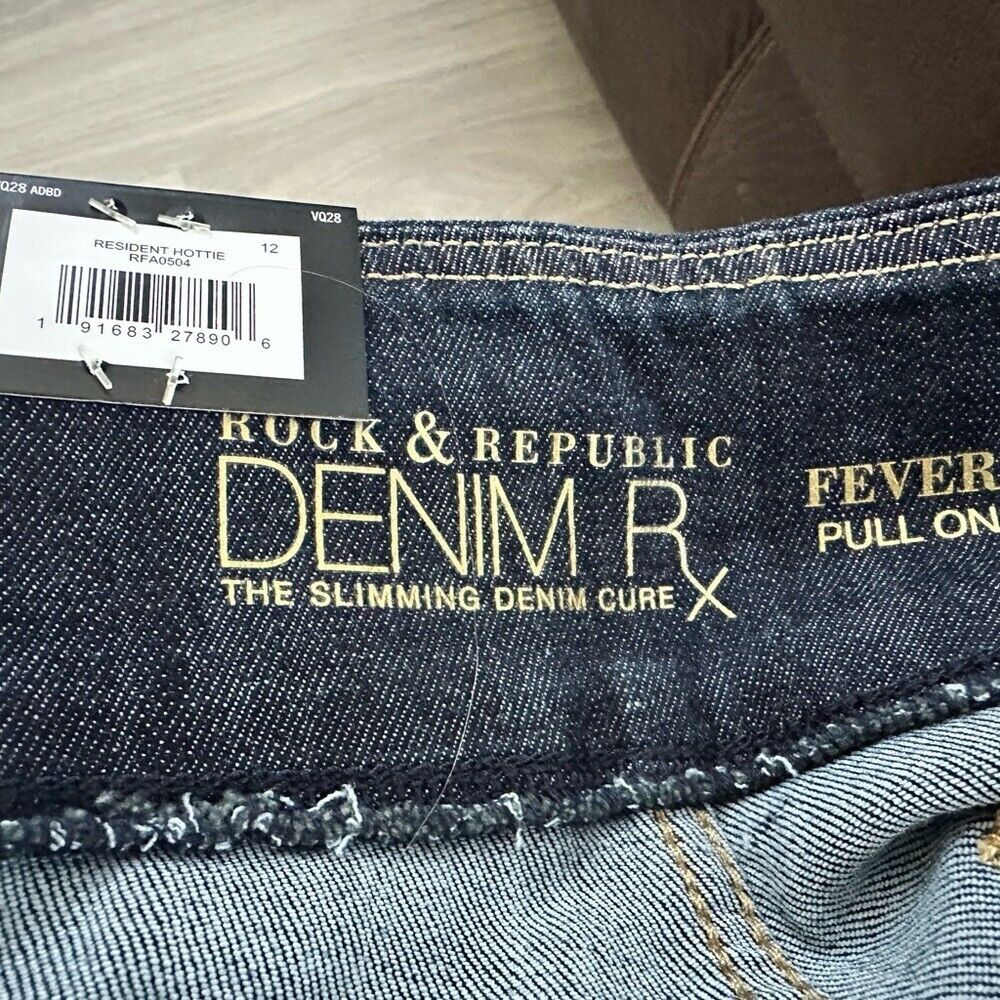 VQ28 ADBD
VQ28
RESIDENT HOTTIE 12
RFA0504
1 91683 27890 6
ROCK & REPUBLIC
DENIM RX
THE SLIMMING DENIM CURE
FEVER
PULL ON